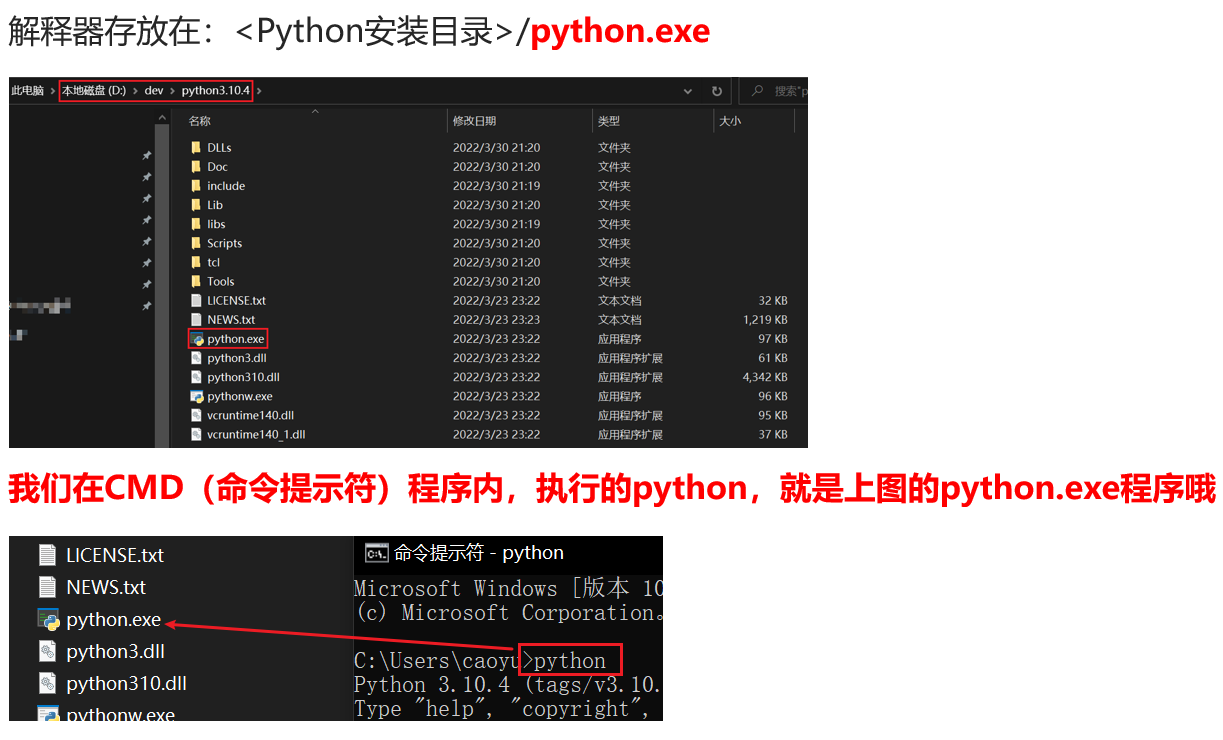 解释器存放在：<Python安装目录>/python.exe
此电脑 > 本地磁盘 (D:) > dev > python3.10.4 >
搜索"p
名称 修改日期 类型 大小
DLLs 2022/3/30 21:20 文件夹
Doc 2022/3/30 21:20 文件夹
include 2022/3/30 21:19 文件夹
Lib 2022/3/30 21:20 文件夹
libs 2022/3/30 21:19 文件夹
Scripts 2022/3/30 21:20 文件夹
tcl 2022/3/30 21:20 文件夹
Tools 2022/3/30 21:20 文件夹
LICENSE.txt 2022/3/23 23:22 文本文档 32 KB
NEWS.txt 2022/3/23 23:23 文本文档 1,219 KB
python.exe 2022/3/23 23:22 应用程序 97 KB
python3.dll 2022/3/23 23:22 应用程序扩展 61 KB
python310.dll 2022/3/23 23:22 应用程序扩展 4,342 KB
pythonw.exe 2022/3/23 23:22 应用程序 96 KB
vcruntime140.dll 2022/3/23 23:22 应用程序扩展 95 KB
vcruntime140_1.dll 2022/3/23 23:22 应用程序扩展 37 KB
我们在CMD（命令提示符）程序内，执行的python，就是上图的python.exe程序哦
LICENSE.txt
NEWS.txt
python.exe
python3.dll
python310.dll
pythonw.exe
命令提示符 - python
Microsoft Windows [版本 10
(c) Microsoft Corporation。
C:\Users\caoyu>python
Python 3.10.4 (tags/v3.10.
Type "help", "copyright",